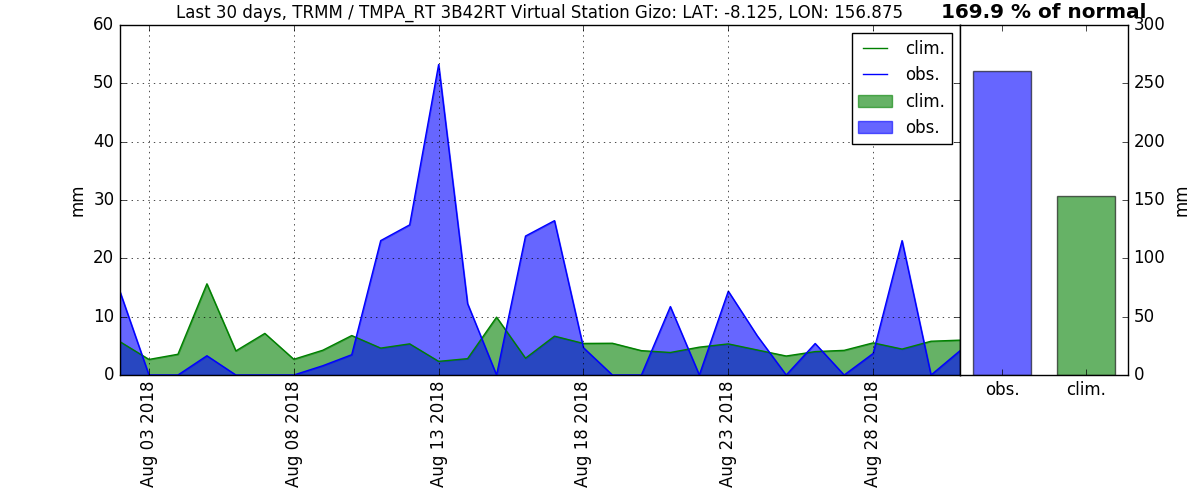 Last 30 days, TRMM / TMPA_RT 3B42RT Virtual Station Gizo: LAT: -8.125, LON: 156.875
169.9 % of normal
60
50
40
30
20
10
0
mm
clim.
obs.
clim.
obs.
Aug 03 2018
Aug 08 2018
Aug 13 2018
Aug 18 2018
Aug 23 2018
Aug 28 2018
300
250
200
150
100
50
0
mm
obs.
clim.